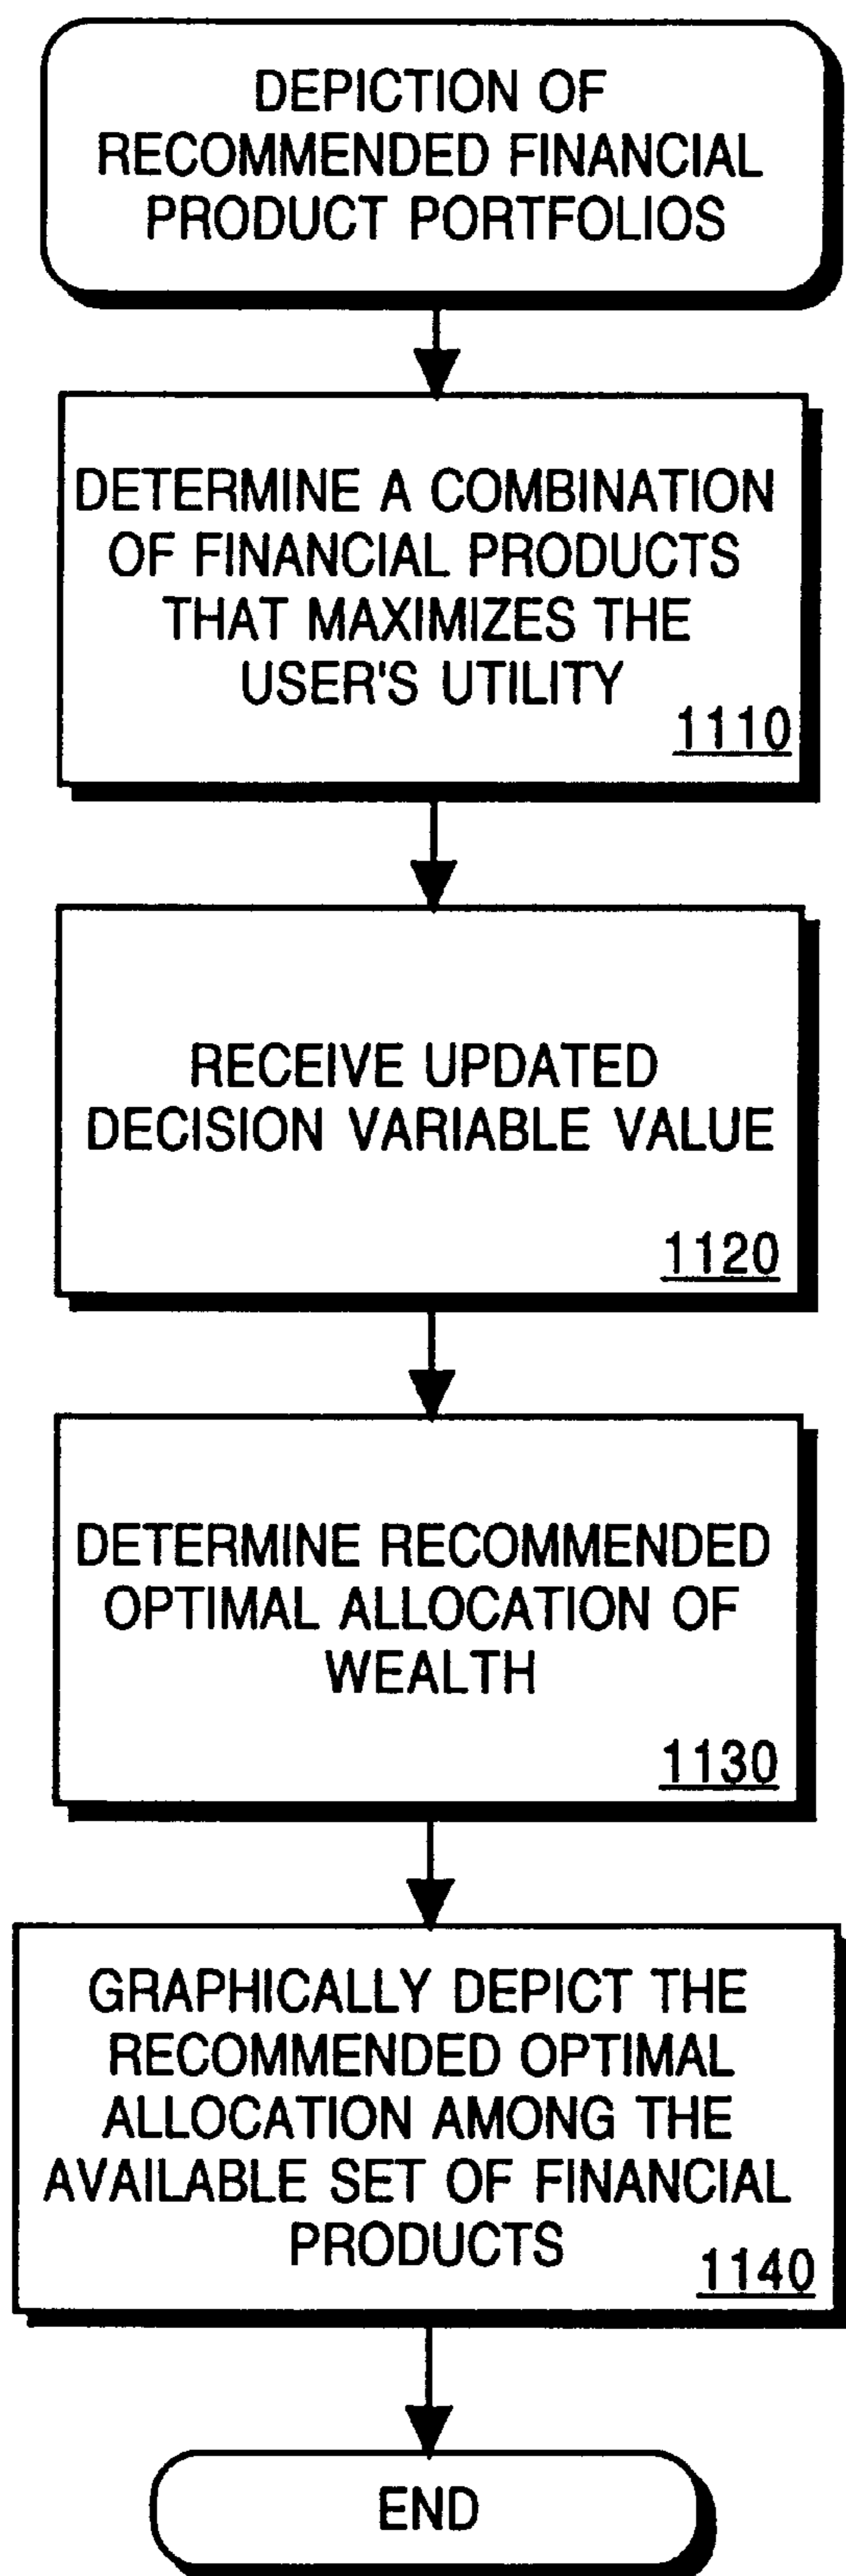 DEPICTION OF
RECOMMENDED FINANCIAL
PRODUCT PORTFOLIOS
DETERMINE A COMBINATION
OF FINANCIAL PRODUCTS
THAT MAXIMIZES THE
USER'S UTILITY
1110
RECEIVE UPDATED
DECISION VARIABLE VALUE
1120
DETERMINE RECOMMENDED
OPTIMAL ALLOCATION OF
WEALTH
1130
GRAPHICALLY DEPICT THE
RECOMMENDED OPTIMAL
ALLOCATION AMONG THE
AVAILABLE SET OF FINANCIAL
PRODUCTS
1140
END